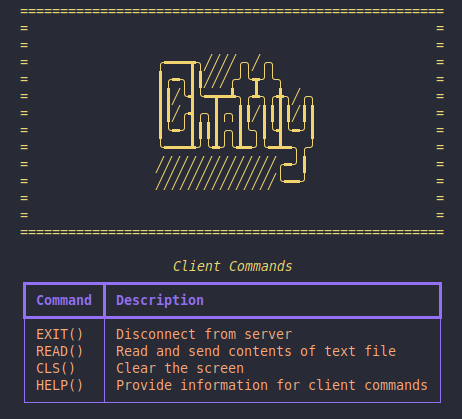 Client Commands
Command Description
EXIT() Disconnect from server
READ() Read and send contents of text file
CLS() Clear the screen
HELP() Provide information for client commands